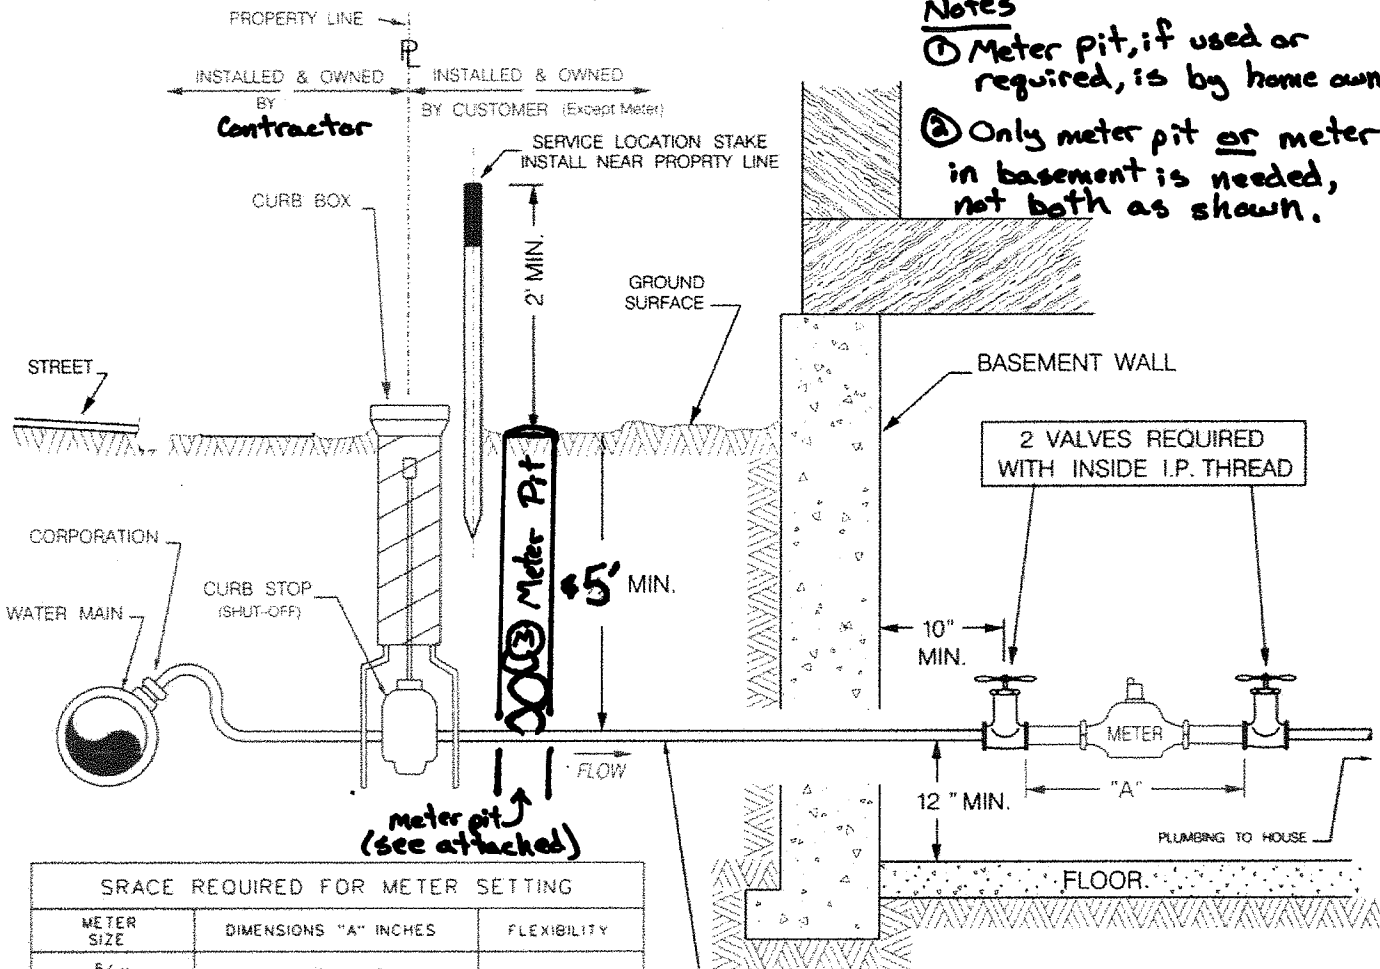 Notes
① Meter pit, if used or
required, is by home own
② Only meter pit or meter
in basement is needed,
not both as shown.
PROPERTY LINE
PL
INSTALLED & OWNED
BY
Contractor
INSTALLED & OWNED
BY CUSTOMER (Except Meter)
SERVICE LOCATION STAKE
INSTALL NEAR PROPRTY LINE
CURB BOX
2' MIN.
GROUND
SURFACE
STREET
BASEMENT WALL
2 VALVES REQUIRED
WITH INSIDE I.P. THREAD
③ Meter Pit
CORPORATION
WATER MAIN
CURB STOP
(SHUT-OFF)
5' MIN.
10"
MIN.
METER
FLOW
12 " MIN.
"A"
PLUMBING TO HOUSE
meter pit
(see attached)
FLOOR
SRACE REQUIRED FOR METER SETTING
METER
SIZE
DIMENSIONS "A" INCHES
FLEXIBILITY